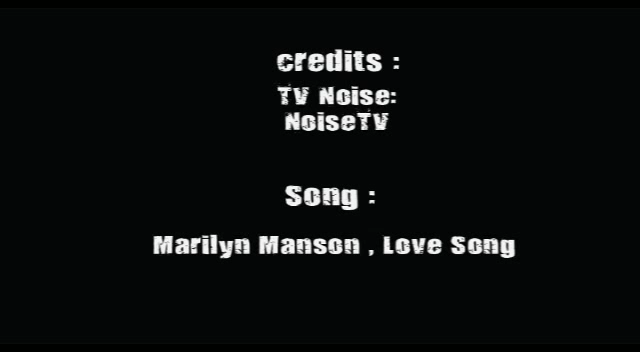 credits :
TV Noise:
NoiseTV
Song :
Marilyn Manson , Love Song